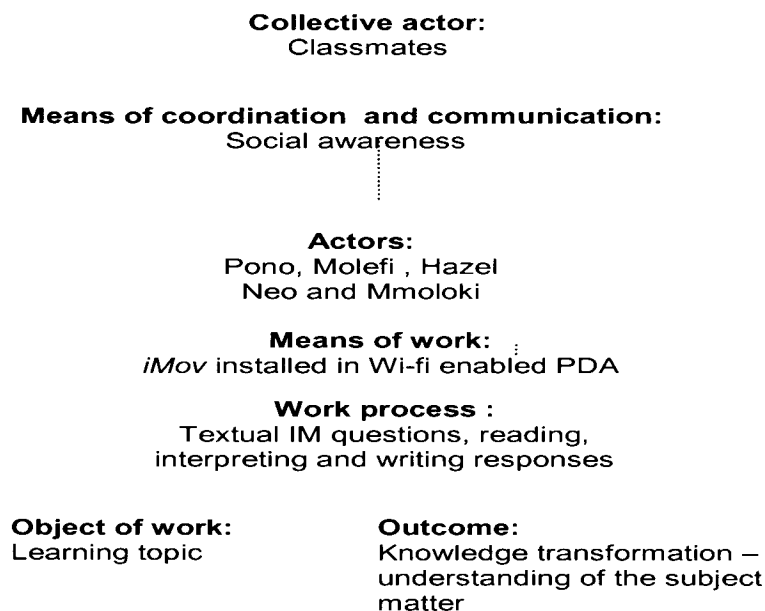 Collective actor:
Classmates
Means of coordination and communication:
Social awareness
Actors:
Pono, Molefi , Hazel
Neo and Mmoloki
Means of work:
iMov installed in Wi-fi enabled PDA
Work process :
Textual IM questions, reading,
interpreting and writing responses
Object of work:
Learning topic
Outcome:
Knowledge transformation –
understanding of the subject
matter